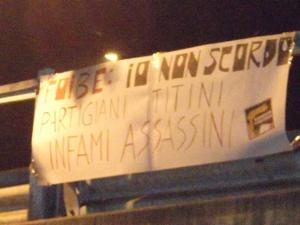 FOIBE: IO NON SCORDO
PARTIGIANI TITINI
INFAMI ASSASSINI